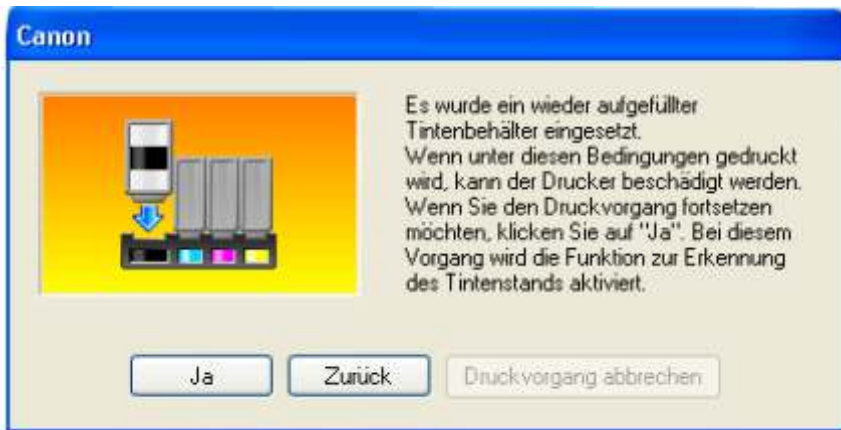 Canon
Es wurde ein wieder aufgefüllter
Tintenbehälter eingesetzt.
Wenn unter diesen Bedingungen gedruckt
wird, kann der Drucker beschädigt werden.
Wenn Sie den Druckvorgang fortsetzen
möchten, klicken Sie auf "Ja". Bei diesem
Vorgang wird die Funktion zur Erkennung
des Tintenstands aktiviert.
Ja
Zurück
Druckvorgang abbrechen